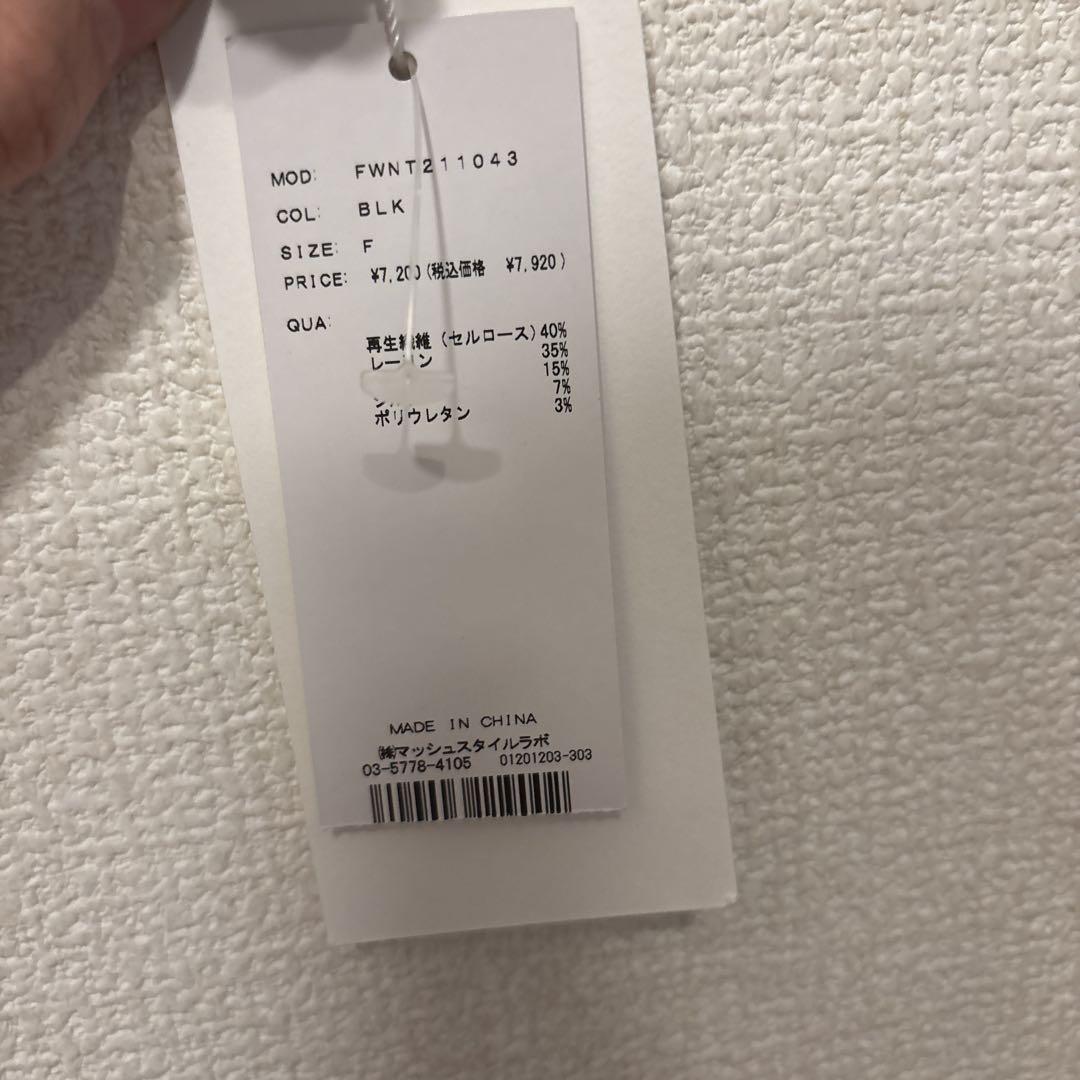 MOD: FWNT211043
COL: BLK
SIZE: F
PRICE: ¥7,200(税込価格 ¥7,920)
QUA:
再生繊維(セルロース)40%
35%
15%
7%
ポリウレタン 3%
MADE IN CHINA
㈱マッシュスタイルラボ
03-5778-4105 01201203-303